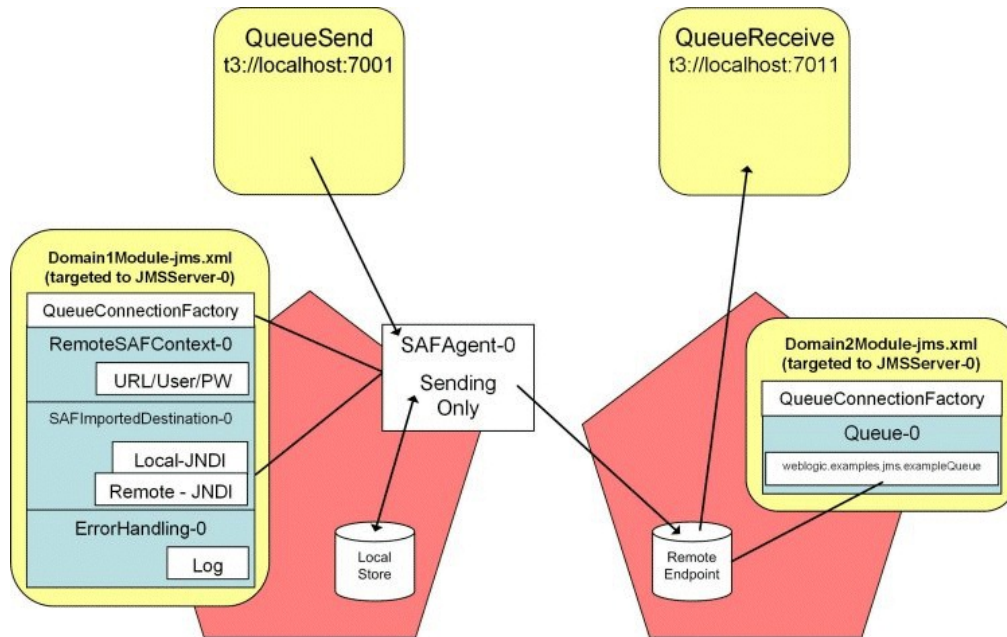 QueueSend
t3://localhost:7001
QueueReceive
t3://localhost:7011
Domain1Module-jms.xml
(targeted to JMSServer-0)
QueueConnectionFactory
RemoteSAFContext-0
URL/User/PW
SAFImportedDestination-0
Local-JNDI
Remote - JNDI
ErrorHandling-0
Log
SAFAgent-0
Sending
Only
Local
Store
Remote
Endpoint
Domain2Module-jms.xml
(targeted to JMSServer-0)
QueueConnectionFactory
Queue-0
weblogic.examples.jms.exampleQueue